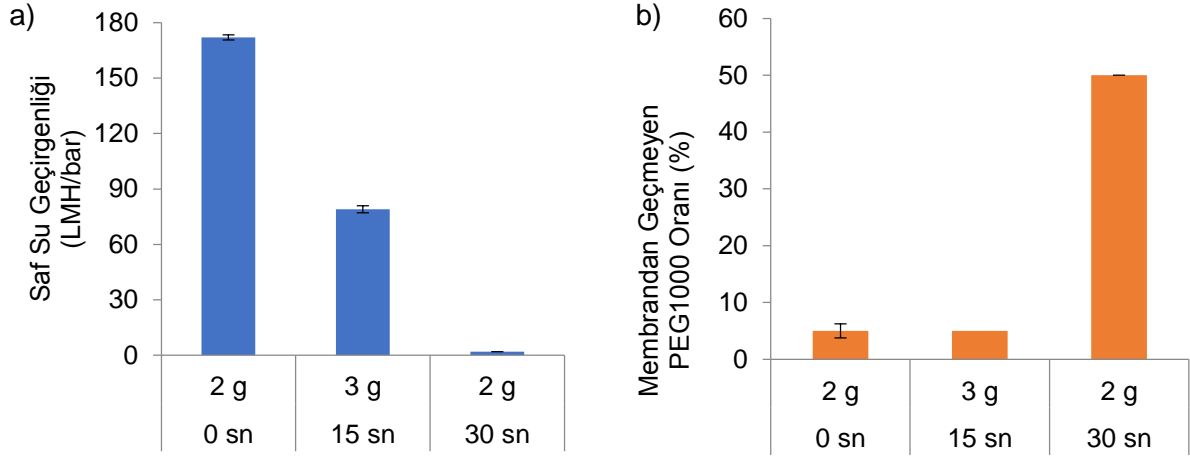 a)
Saf Su Geçirgenliği
(LMH/bar)
180
150
120
90
60
30
0
2 g
3 g
2 g
0 sn
15 sn
30 sn
b)
Membrandan Geçmeyen
PEG1000 Oranı (%)
60
50
40
30
20
10
0
2 g
3 g
2 g
0 sn
15 sn
30 sn